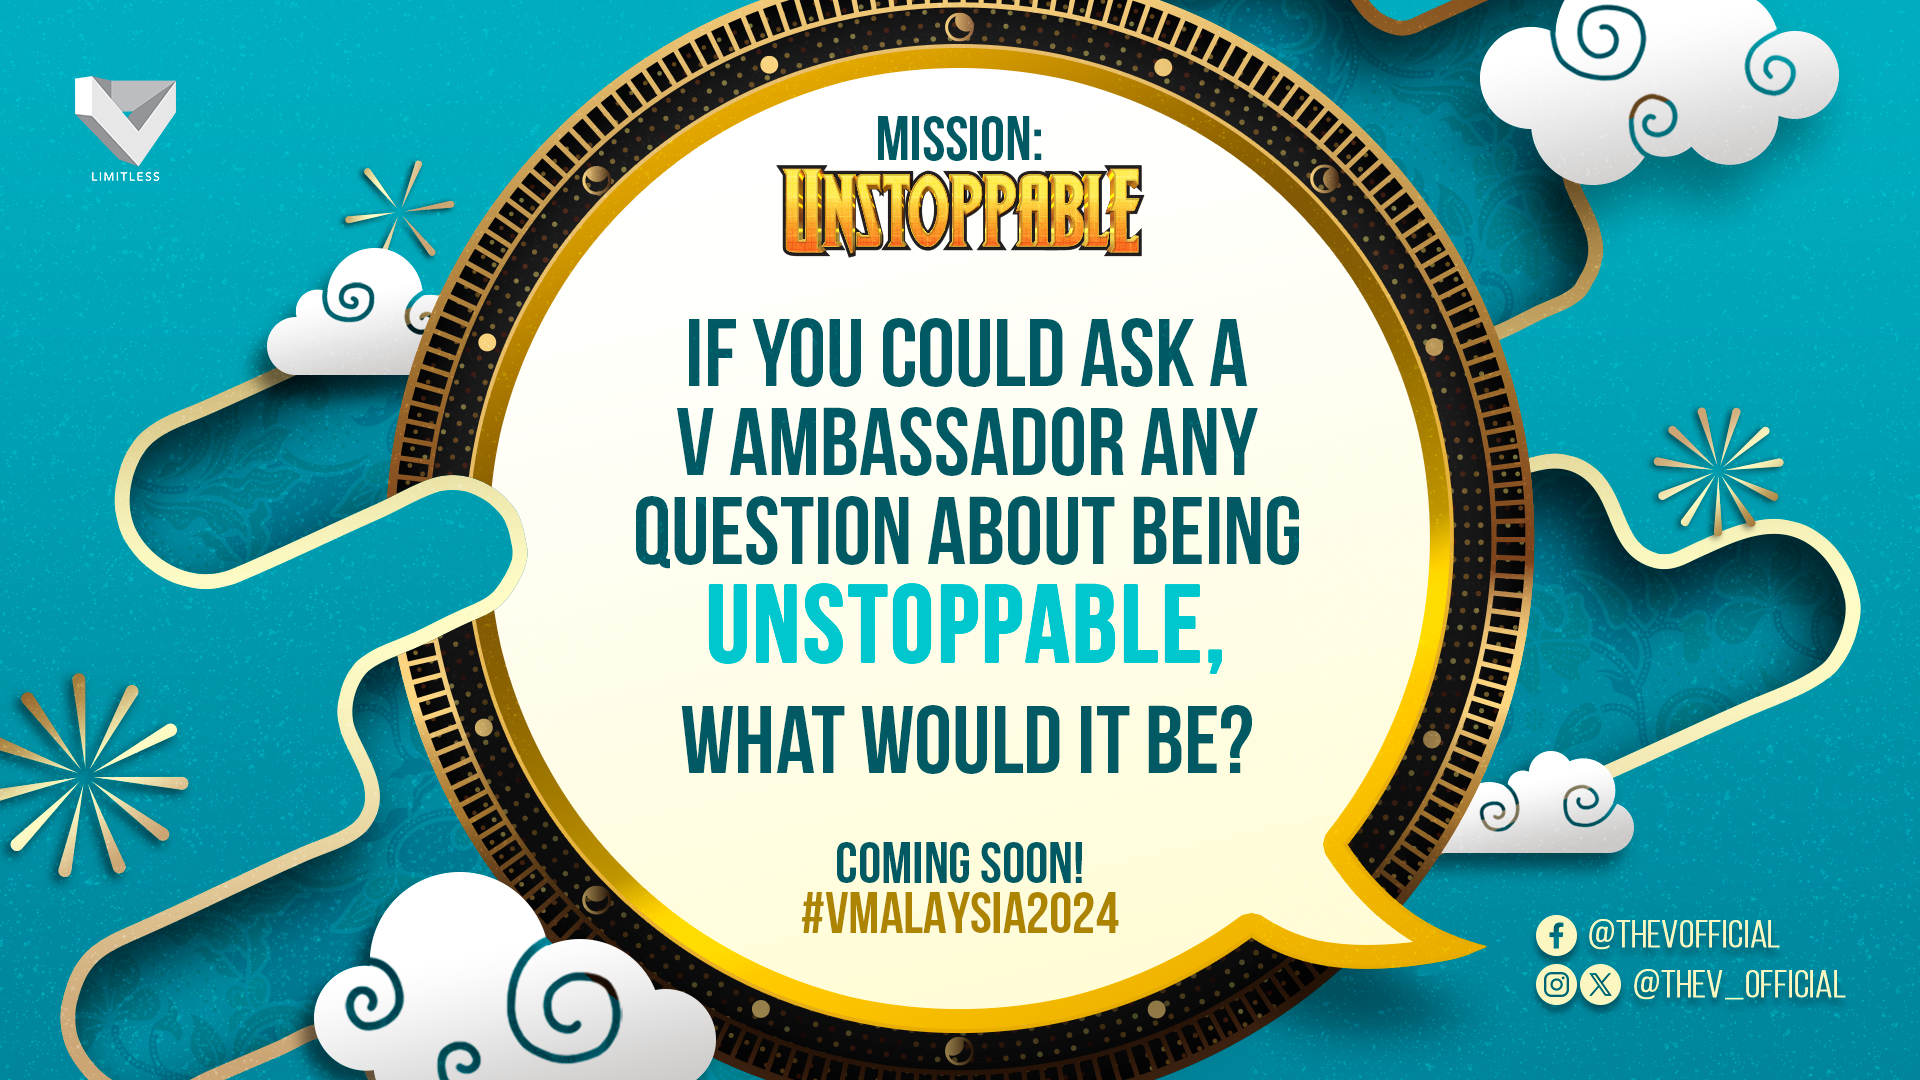 LIMITLESS
MISSION:
UNSTOPPABLE
IF YOU COULD ASK A
V AMBASSADOR ANY
QUESTION ABOUT BEING
UNSTOPPABLE,
WHAT WOULD IT BE?
COMING SOON!
#VMALAYSIA2024
@THEVOFFICIAL
@THEV_OFFICIAL